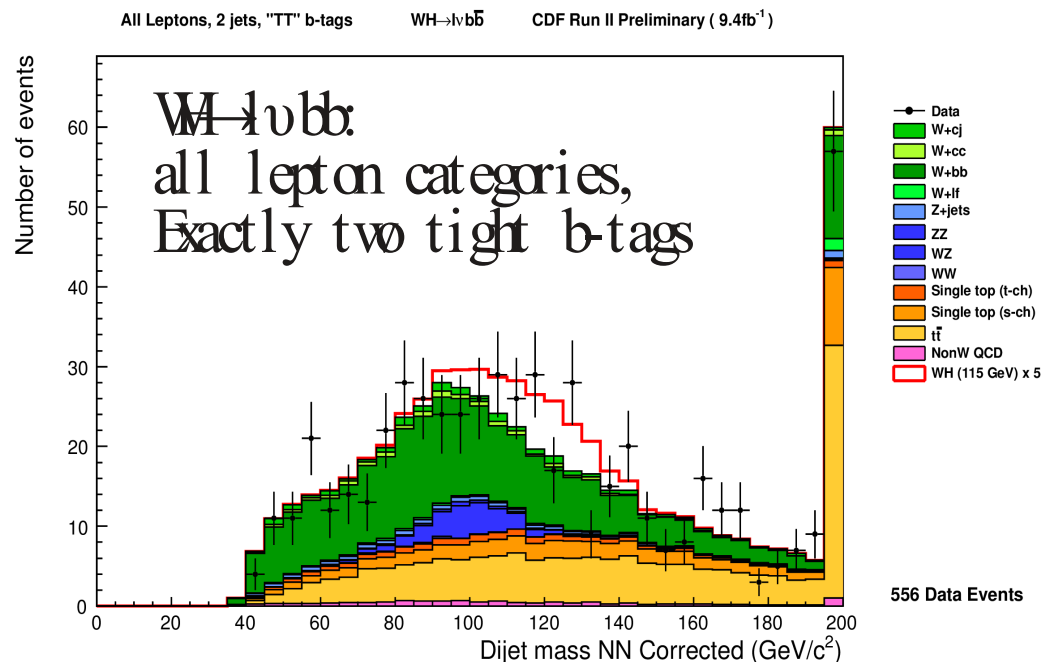 All Leptons, 2 jets, "TT" b-tags WH→lνbb̅ CDF Run II Preliminary ( 9.4fb⁻¹ )
Number of events
WH→lυbb:
all lepton categories,
Exactly two tight b-tags
Data
W+cj
W+cc
W+bb
W+lf
Z+jets
ZZ
WZ
WW
Single top (t-ch)
Single top (s-ch)
tt̅
NonW QCD
WH (115 GeV) x 5
556 Data Events
60
50
40
30
20
10
0
0 20 40 60 80 100 120 140 160 180 200
Dijet mass NN Corrected (GeV/c²)